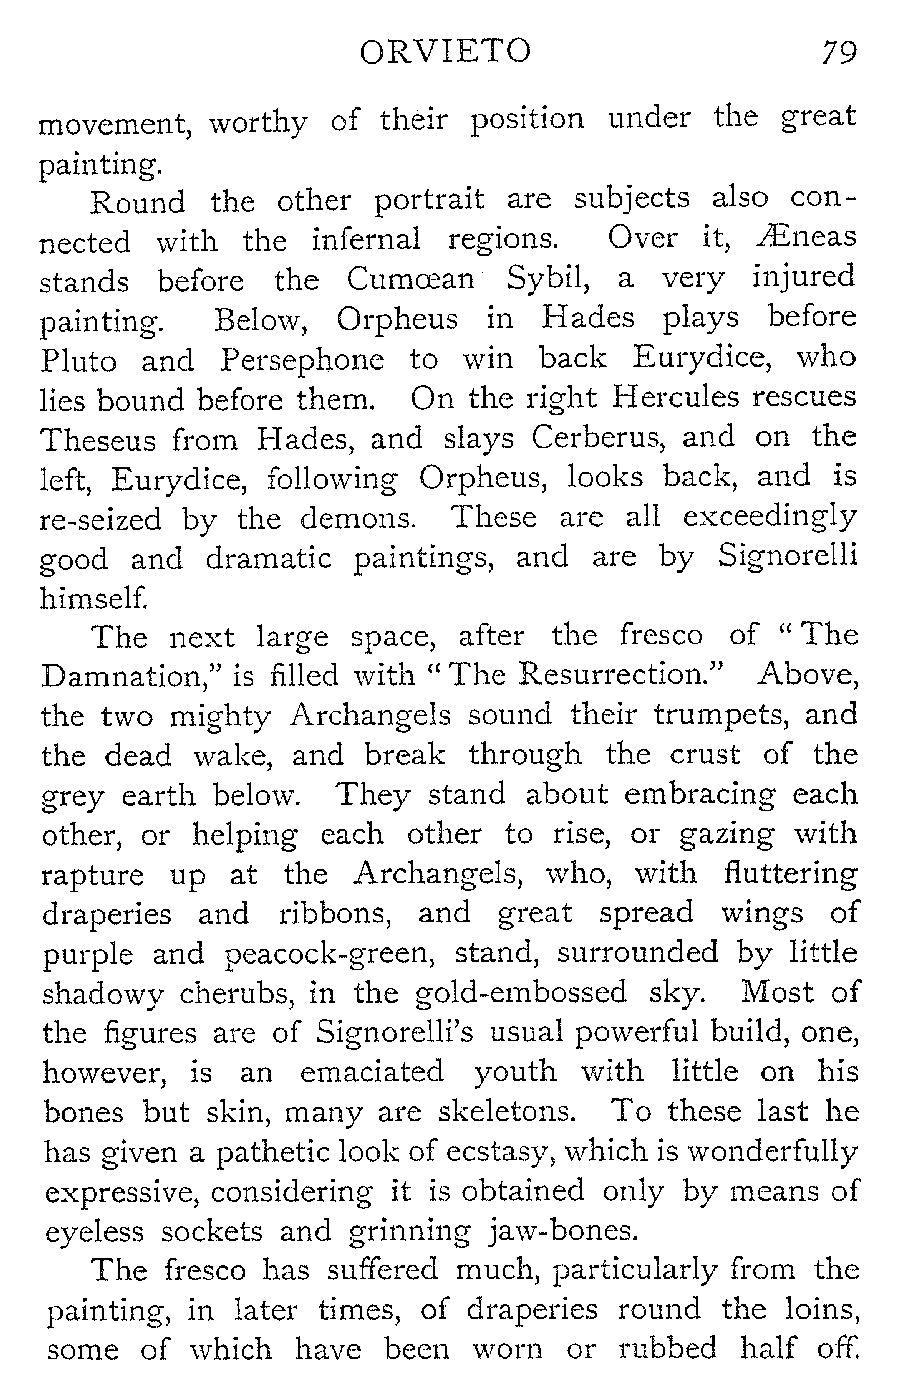 ORVIETO 79
movement, worthy of their position under the great
painting.
Round the other portrait are subjects also con-
nected with the infernal regions. Over it, Æneas
stands before the Cumœan Sybil, a very injured
painting. Below, Orpheus in Hades plays before
Pluto and Persephone to win back Eurydice, who
lies bound before them. On the right Hercules rescues
Theseus from Hades, and slays Cerberus, and on the
left, Eurydice, following Orpheus, looks back, and is
re-seized by the demons. These are all exceedingly
good and dramatic paintings, and are by Signorelli
himself.
The next large space, after the fresco of “The
Damnation,” is filled with “The Resurrection.” Above,
the two mighty Archangels sound their trumpets, and
the dead wake, and break through the crust of the
grey earth below. They stand about embracing each
other, or helping each other to rise, or gazing with
rapture up at the Archangels, who, with fluttering
draperies and ribbons, and great spread wings of
purple and peacock-green, stand, surrounded by little
shadowy cherubs, in the gold-embossed sky. Most of
the figures are of Signorelli’s usual powerful build, one,
however, is an emaciated youth with little on his
bones but skin, many are skeletons. To these last he
has given a pathetic look of ecstasy, which is wonderfully
expressive, considering it is obtained only by means of
eyeless sockets and grinning jaw-bones.
The fresco has suffered much, particularly from the
painting, in later times, of draperies round the loins,
some of which have been worn or rubbed half off.